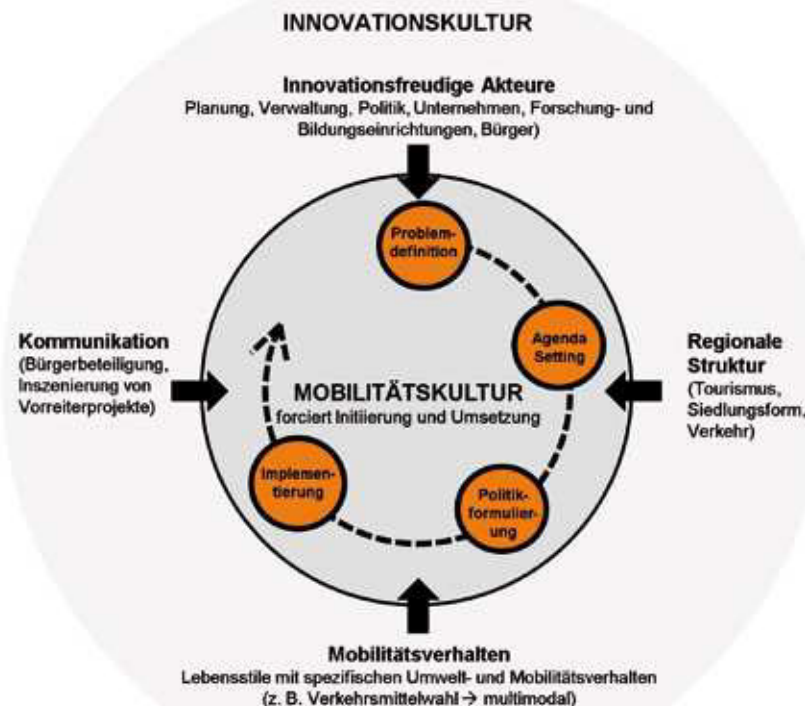 INNOVATIONSKULTUR
Innovationsfreudige Akteure
Planung, Verwaltung, Politik, Unternehmen, Forschung- und
Bildungseinrichtungen, Bürger)
Problem-
definition
Agenda
Setting
Kommunikation
(Bürgerbeteiligung,
Inszenierung von
Vorreiterprojekte)
Regionale
Struktur
(Tourismus,
Siedlungsform,
Verkehr)
MOBILITÄTSKULTUR
forciert Initiierung und Umsetzung
Implemen-
tierung
Politik-
formulier-
ung
Mobilitätsverhalten
Lebensstile mit spezifischen Umwelt- und Mobilitätsverhalten
(z. B. Verkehrsmittelwahl → multimodal)